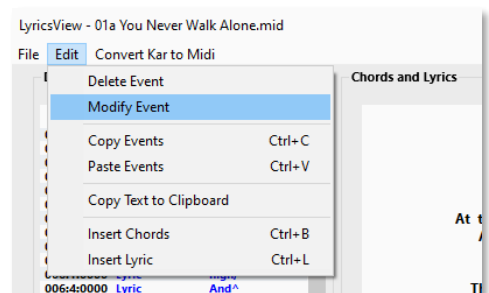 LyricsView - 01a You Never Walk Alone.mid
File Edit Convert Kar to Midi
Delete Event
Chords and Lyrics
Modify Event
Copy Events Ctrl+C
Paste Events Ctrl+V
Copy Text to Clipboard
At t
Insert Chords Ctrl+B
Insert Lyric Ctrl+L
006:4:0000 Lyric And^